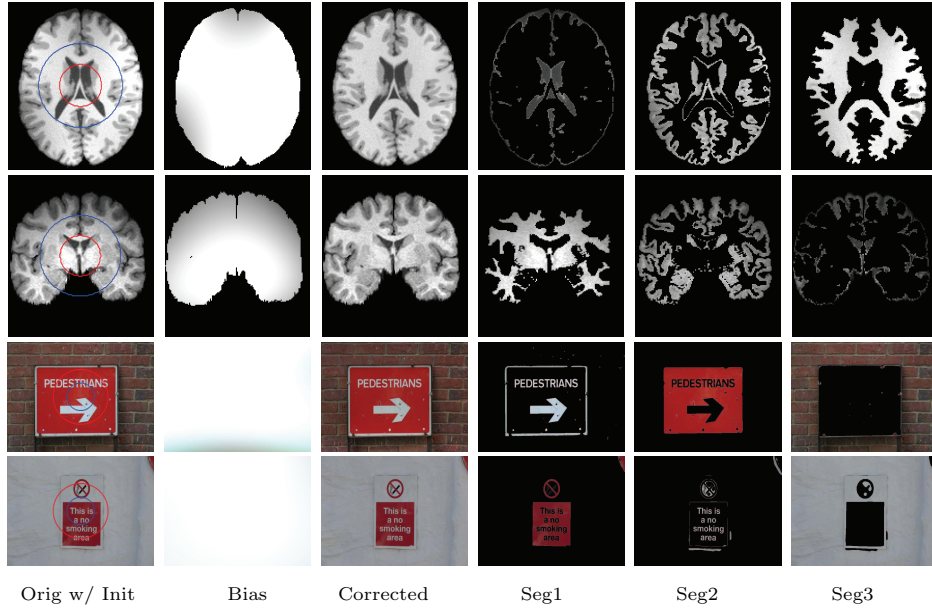 PEDESTRIANS
PEDESTRIANS
PEDESTRIANS
PEDESTRIANS
This is
a no
smoking
area
This is
a no
smoking
area
This is
a no
smoking
area
This is
a no
smoking
area
Orig w/ Init Bias Corrected Seg1 Seg2 Seg3